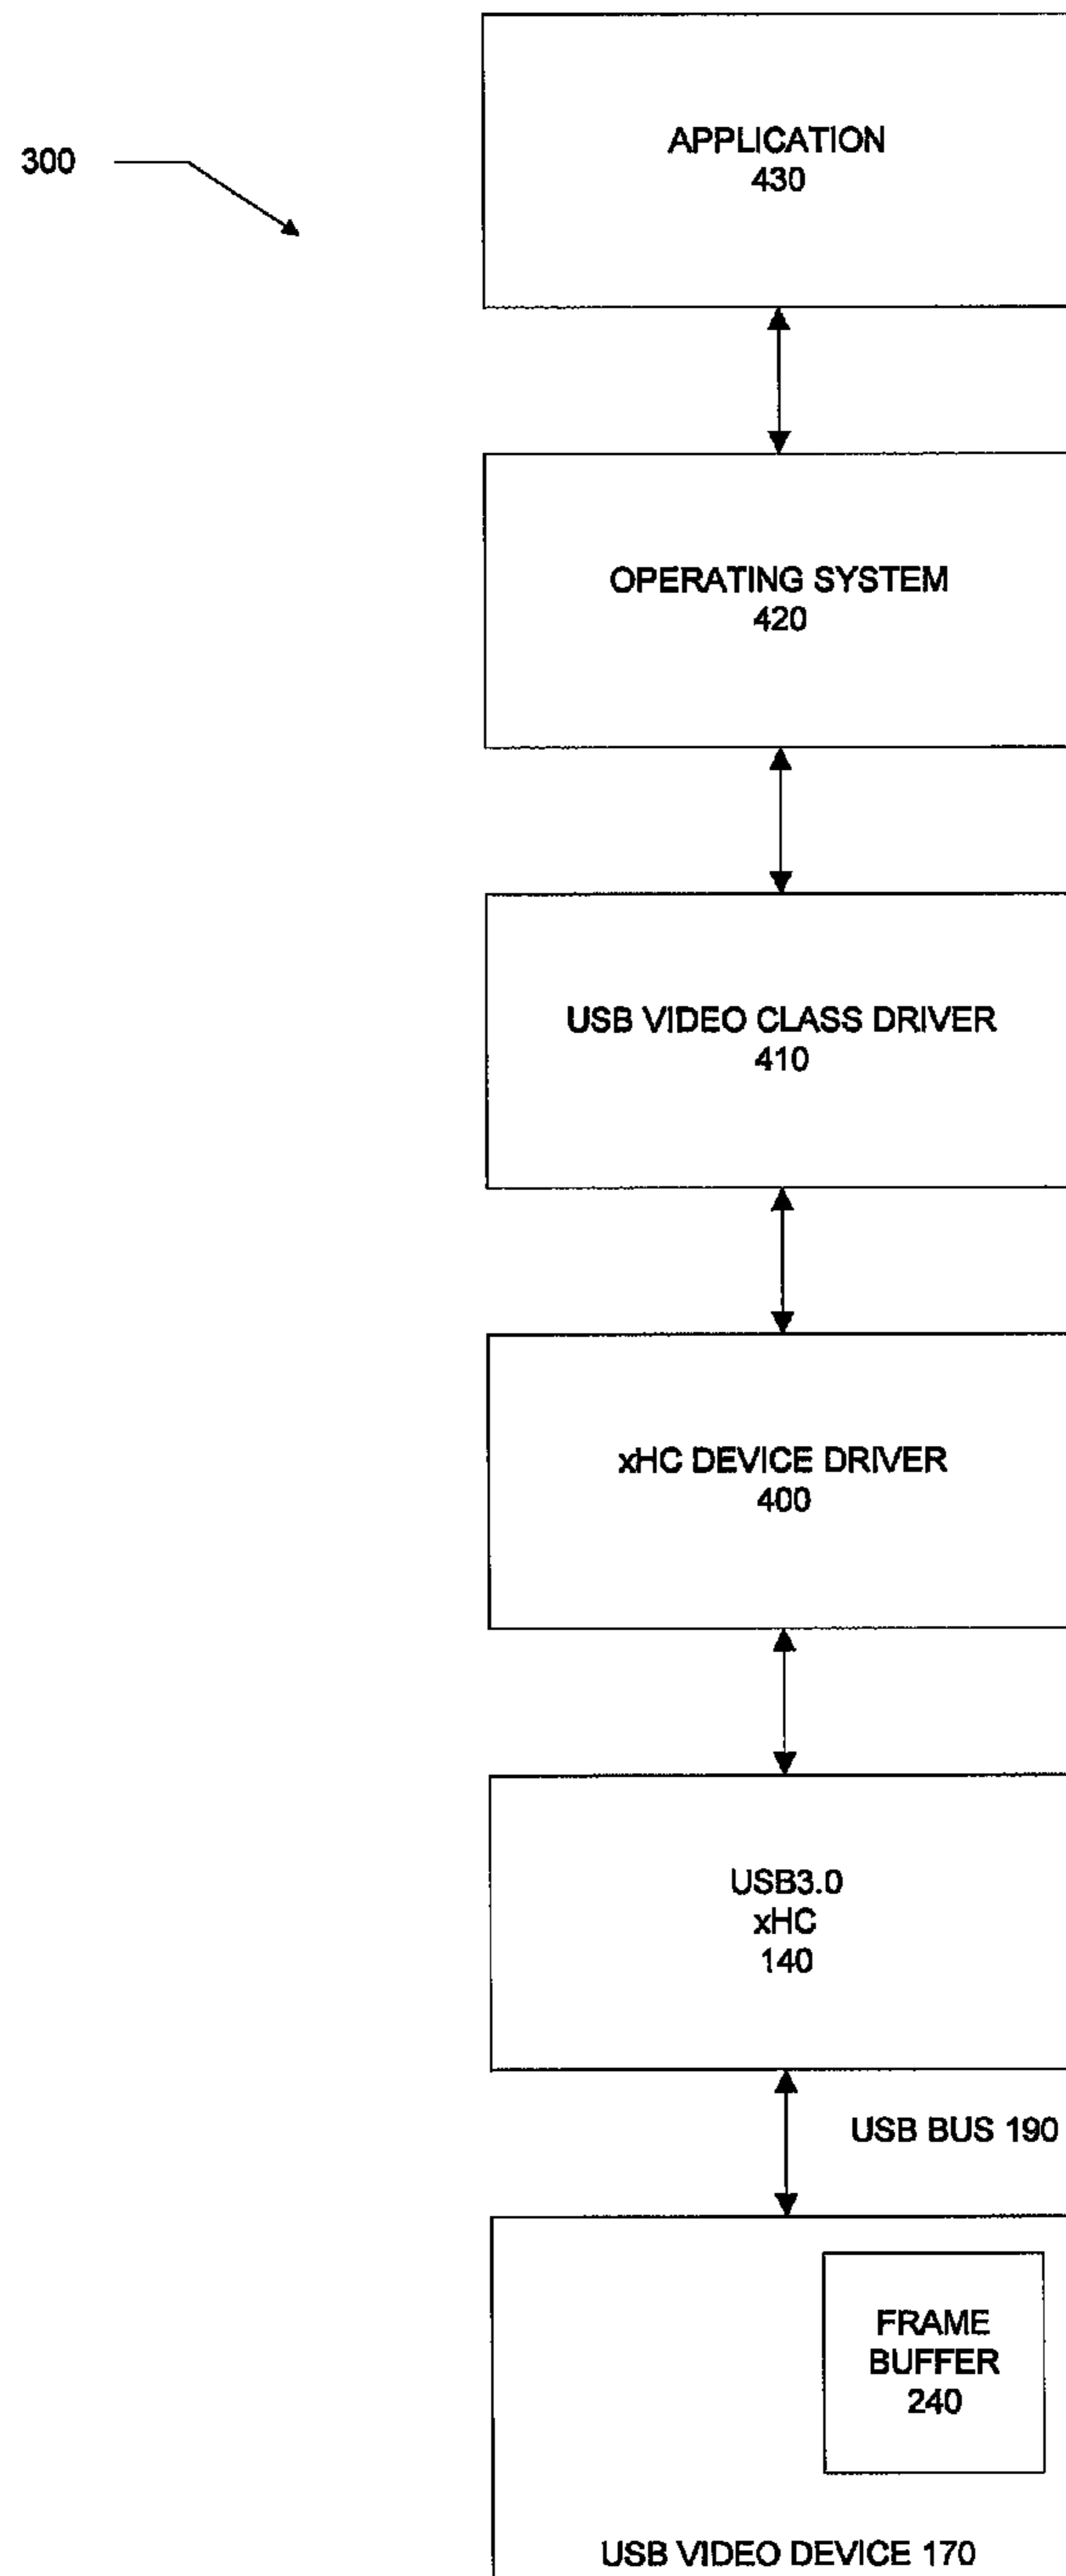 300
APPLICATION
430
OPERATING SYSTEM
420
USB VIDEO CLASS DRIVER
410
xHC DEVICE DRIVER
400
USB3.0
xHC
140
USB BUS 190
FRAME
BUFFER
240
USB VIDEO DEVICE 170